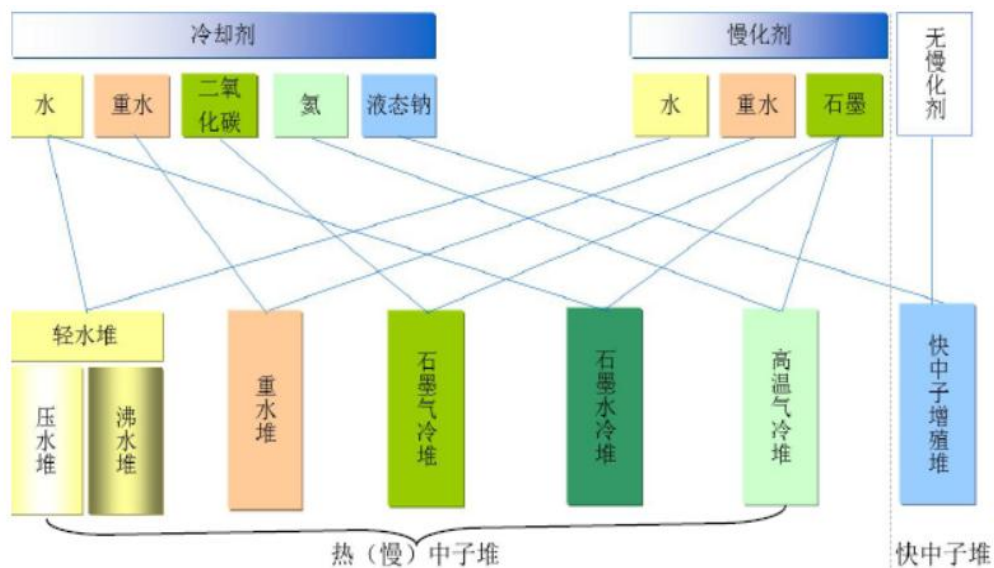 冷却剂
慢化剂
无慢化剂
水
重水
二氧
化碳
氦
液态钠
水
重水
石墨
轻水堆
压水堆
沸水堆
重水堆
石墨气冷堆
石墨水冷堆
高温气冷堆
快中子增殖堆
热（慢）中子堆
快中子堆